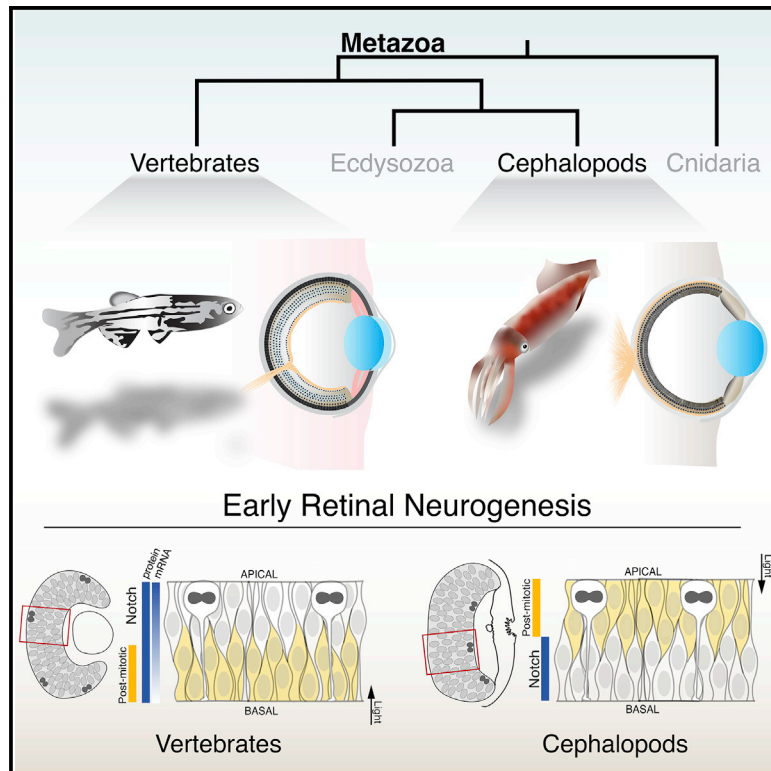 Metazoa
Vertebrates
Ecdysozoa
Cephalopods
Cnidaria
Early Retinal Neurogenesis
Post-mitotic
Notch
protein
mRNA
APICAL
BASAL
Light
Vertebrates
Post-mitotic
Notch
APICAL
BASAL
Light
Cephalopods